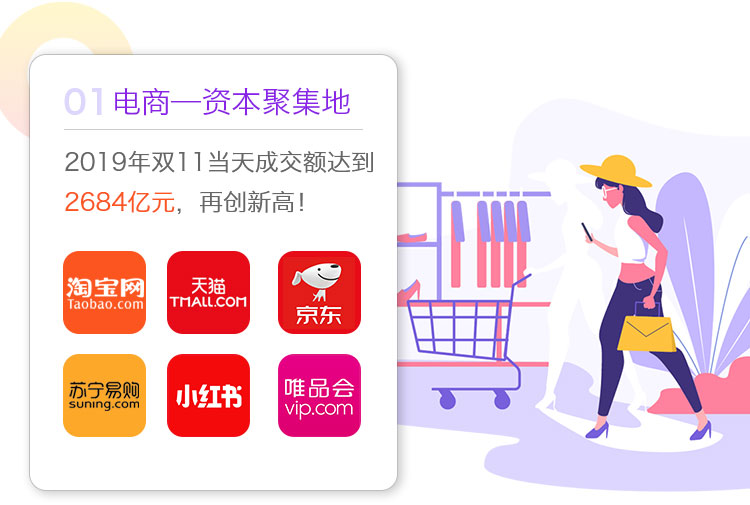 01 电商—资本聚集地
2019年双11当天成交额达到
2684亿元，再创新高！
淘宝网
Taobao.com
天猫
TMALL.COM
京东
苏宁易购
suning.com
小红书
唯品会
vip.com